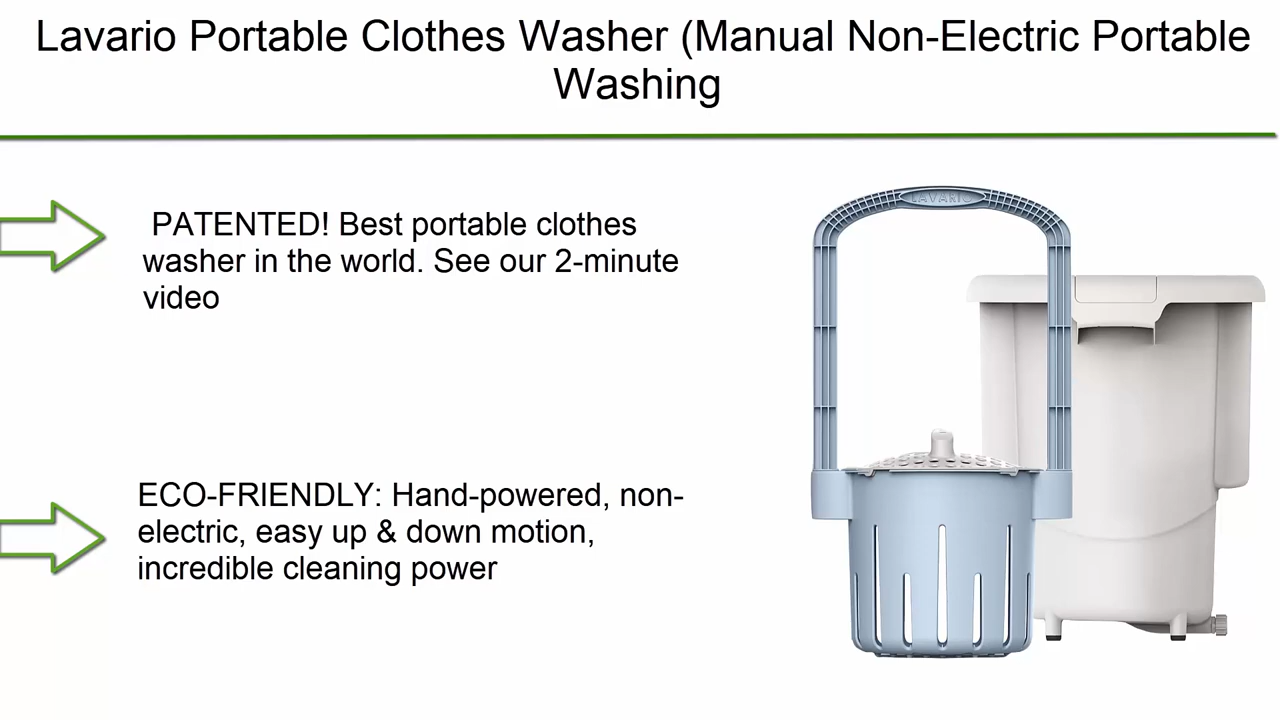 Lavario Portable Clothes Washer (Manual Non-Electric Portable
Washing
PATENTED! Best portable clothes
washer in the world. See our 2-minute
video
LAVARIO
ECO-FRIENDLY: Hand-powered, non-
electric, easy up & down motion,
incredible cleaning power